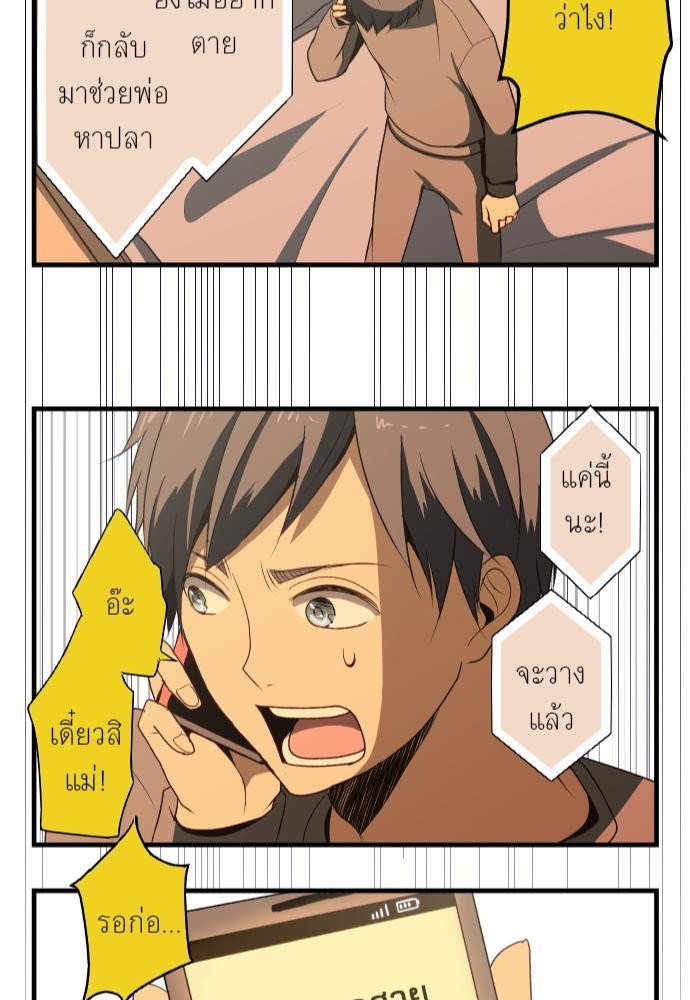 ว่าไง!
ตาย
ก็กลับ
มาช่วยพ่อ
หาปลา
แค่นี้
นะ!
อ๊ะ
จะวาง
แล้ว
เดี๋ยวสิ
แม่!
รอก่อ...